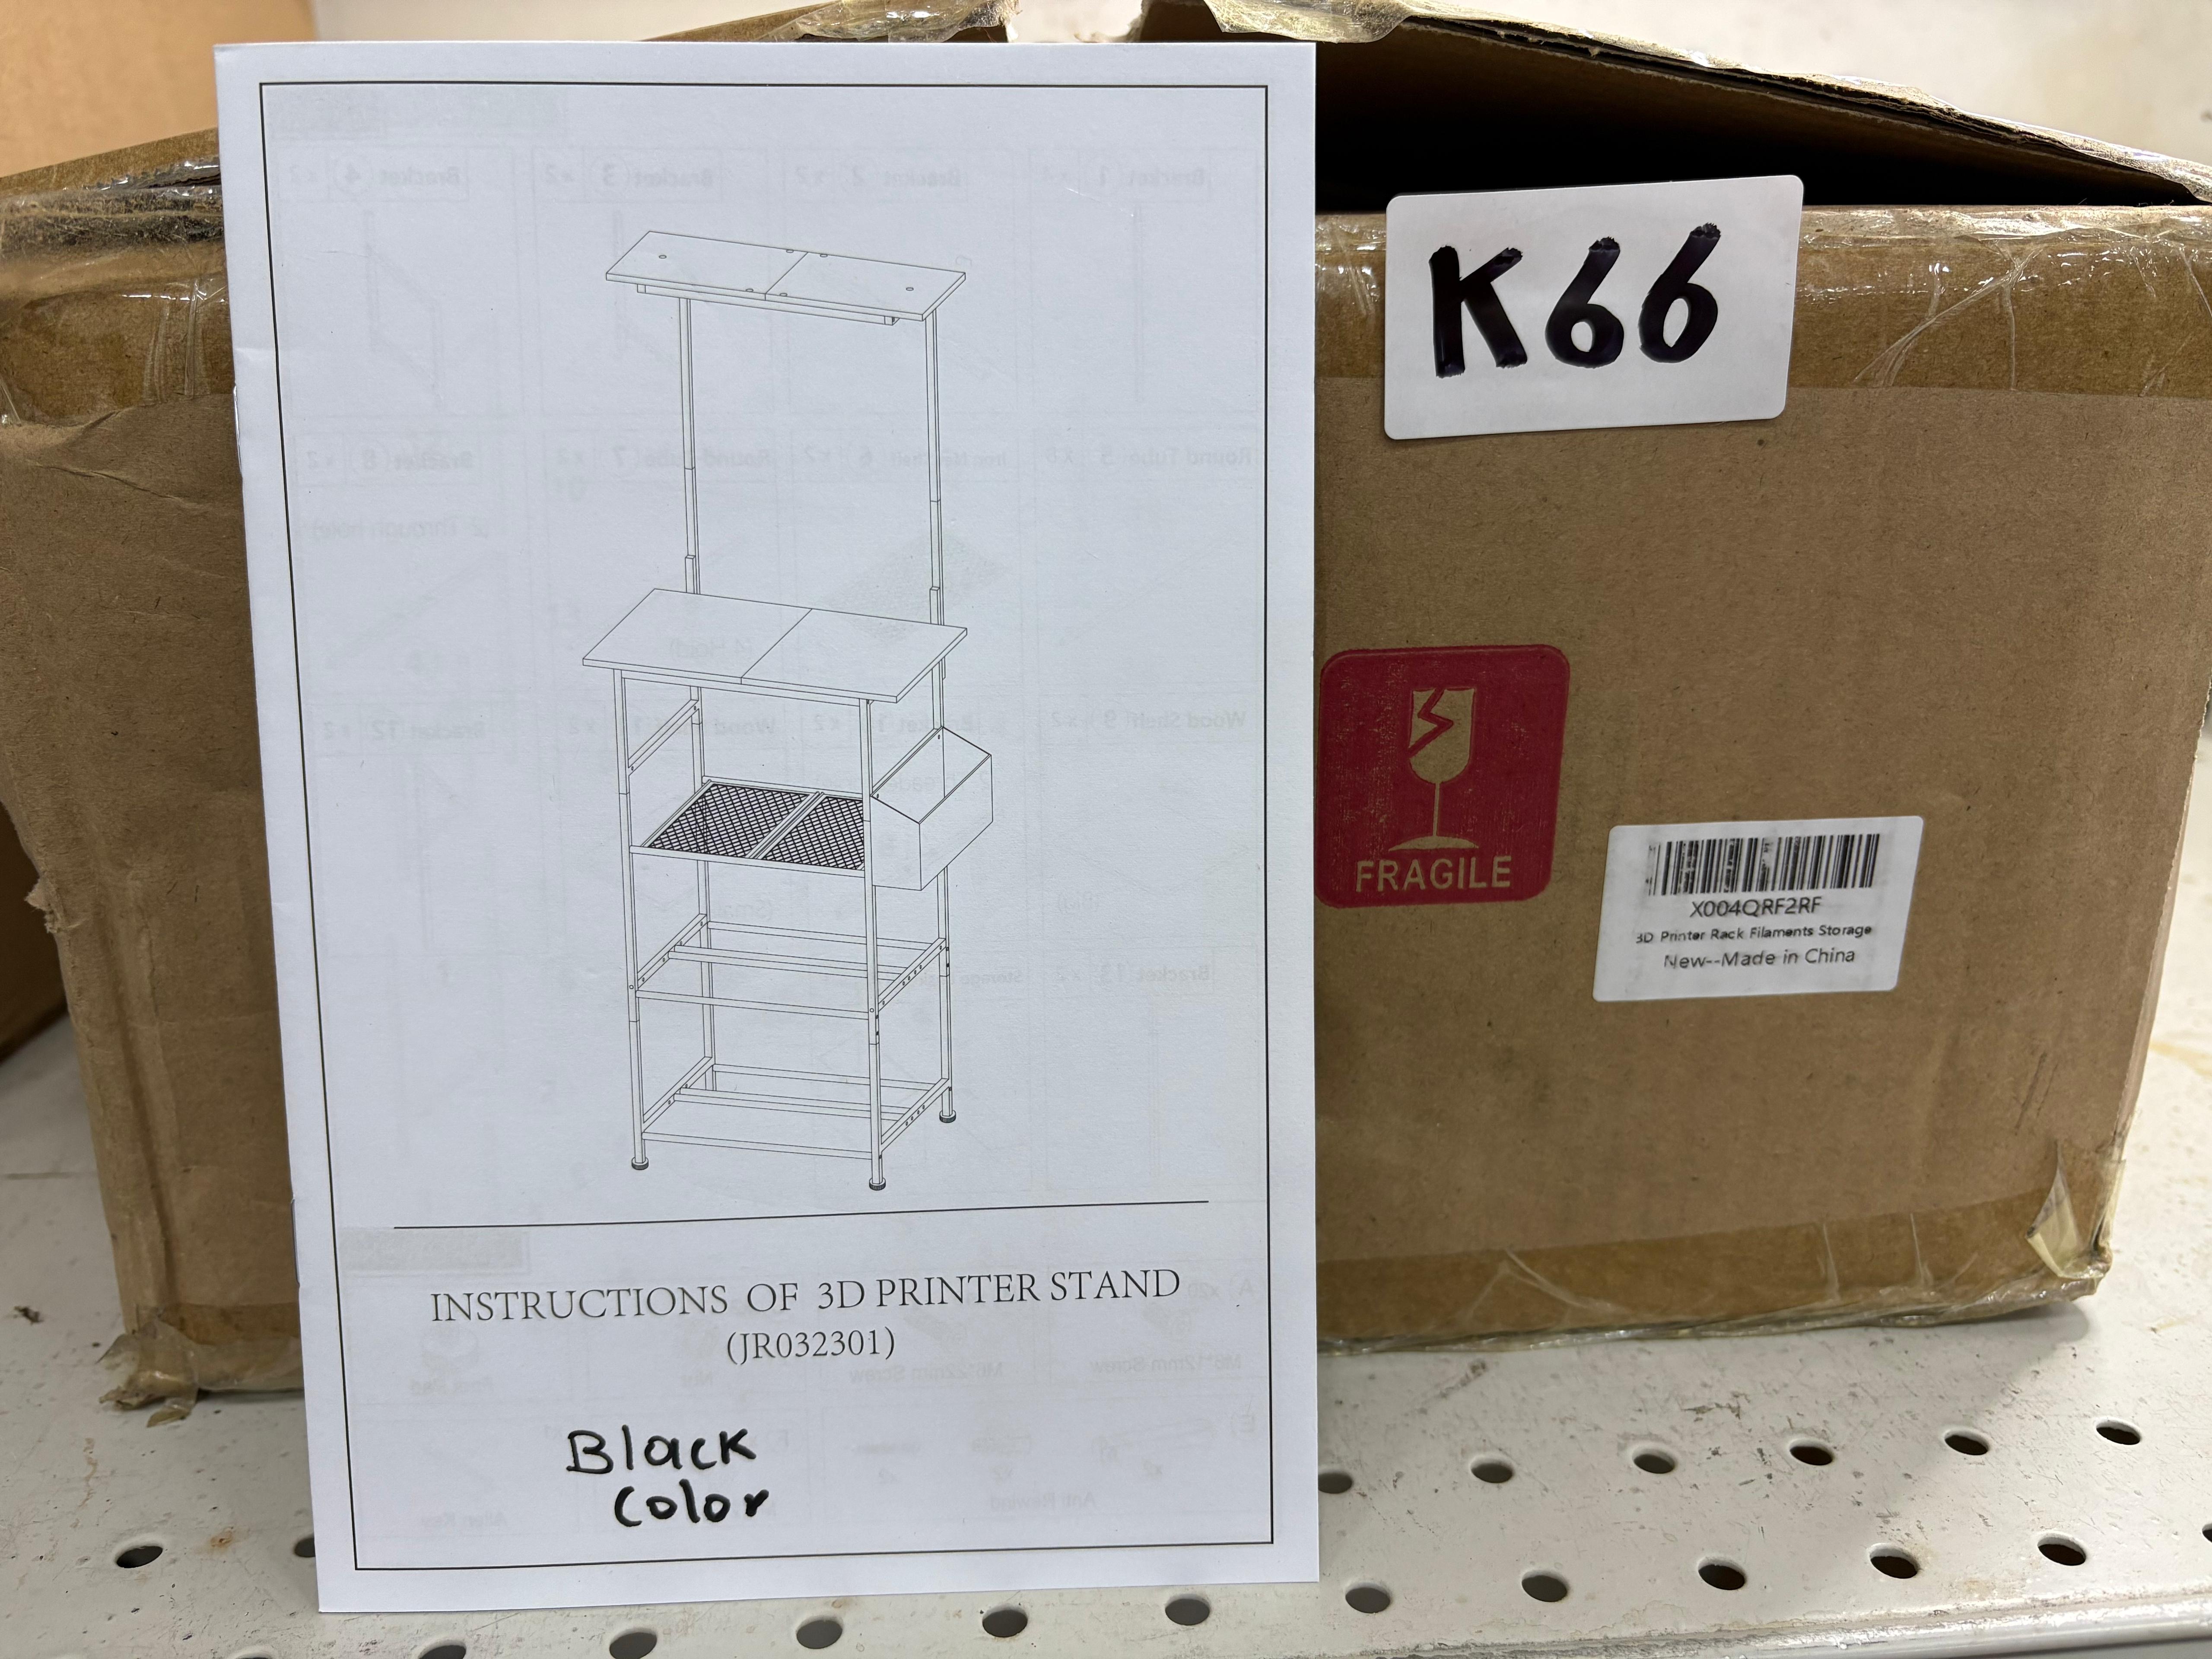 K66
INSTRUCTIONS OF 3D PRINTER STAND
(JR032301)
Black
Color
FRAGILE
X004QRF2RF
3D Printer Rack Filaments Storage
New--Made in China